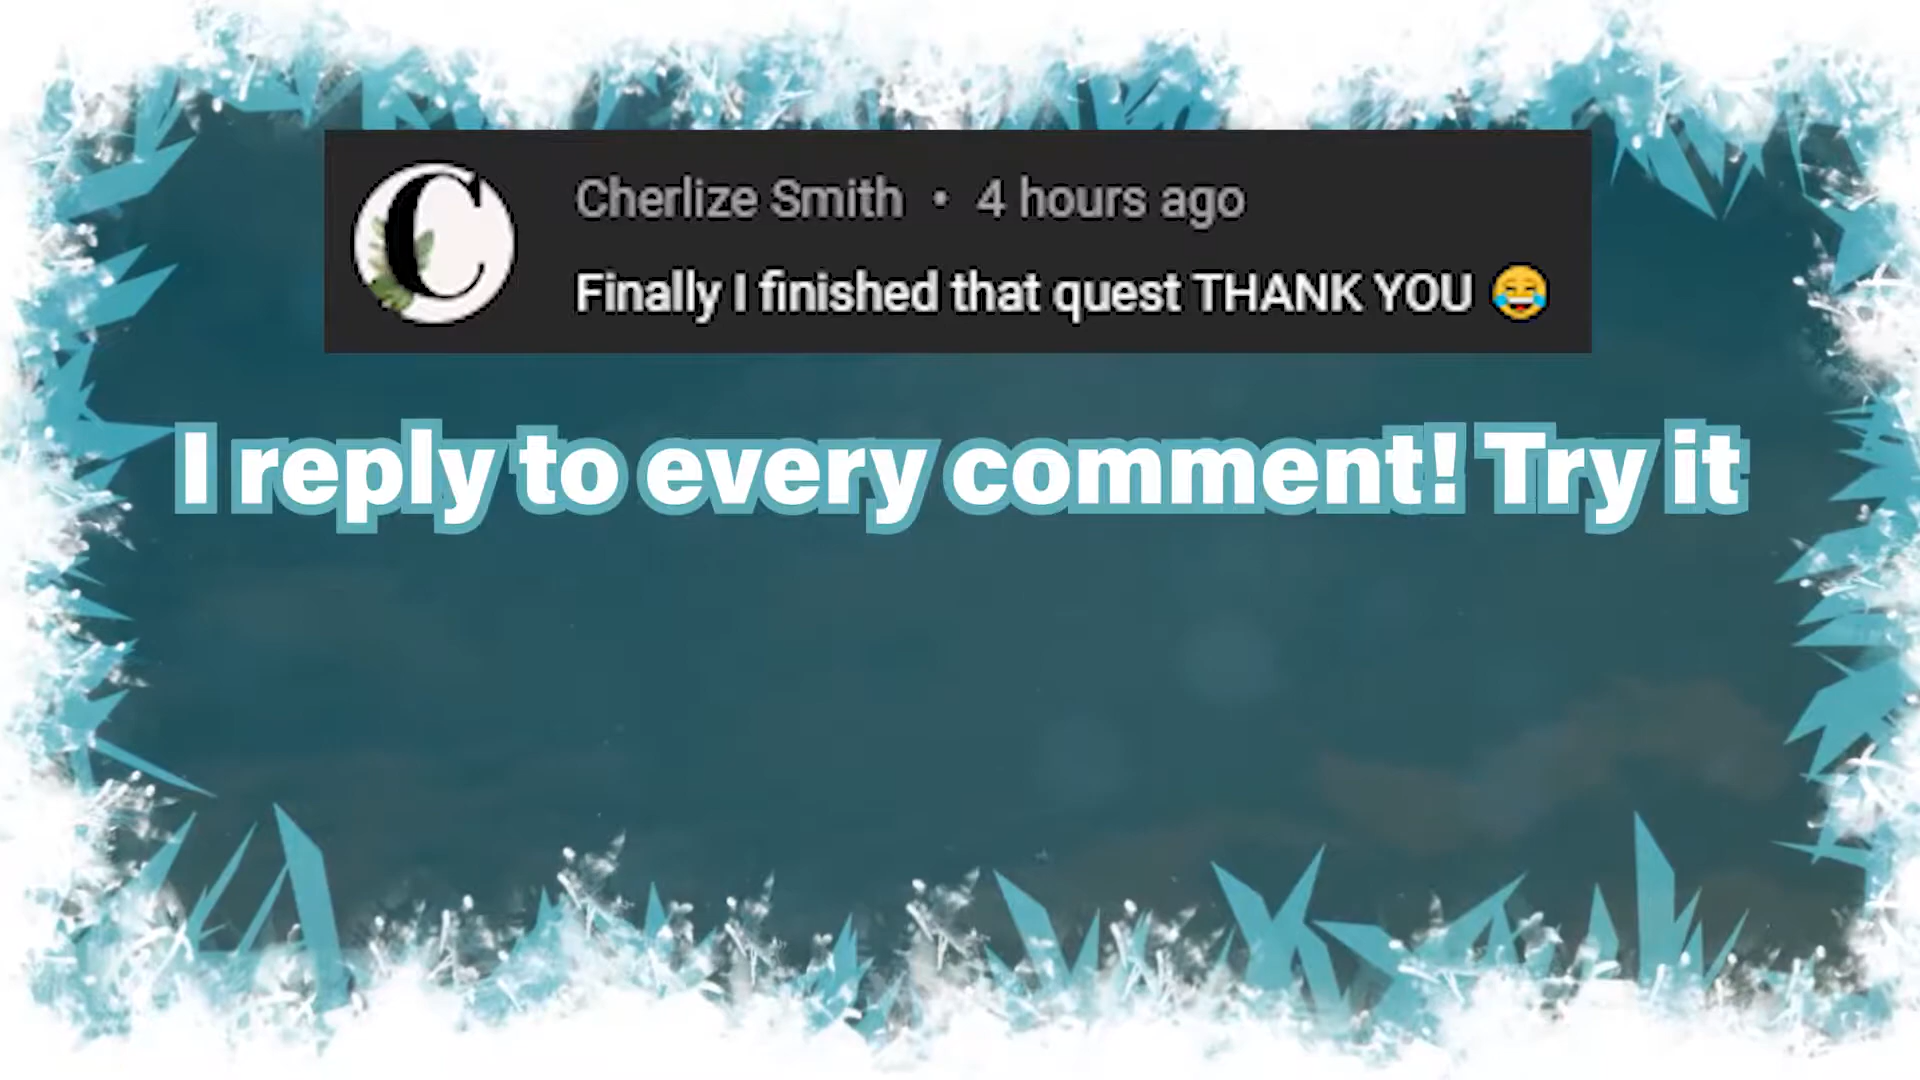 C
Cherlize Smith • 4 hours ago
Finally I finished that quest THANK YOU 😂
I reply to every comment! Try it